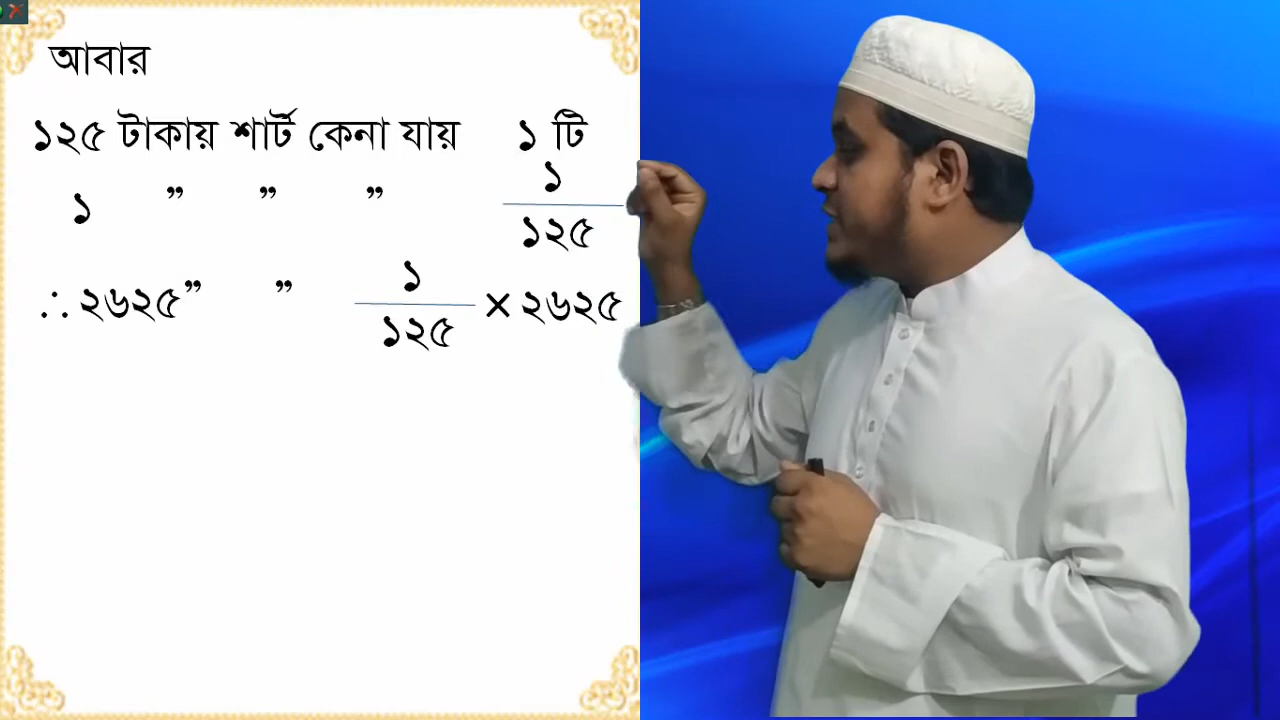 আবার
১২৫ টাকায় শার্ট কেনা যায় ১ টি
১ ” ” ” ১/১২৫
∴ ২৬২৫ ” ” ১/১২৫ × ২৬২৫